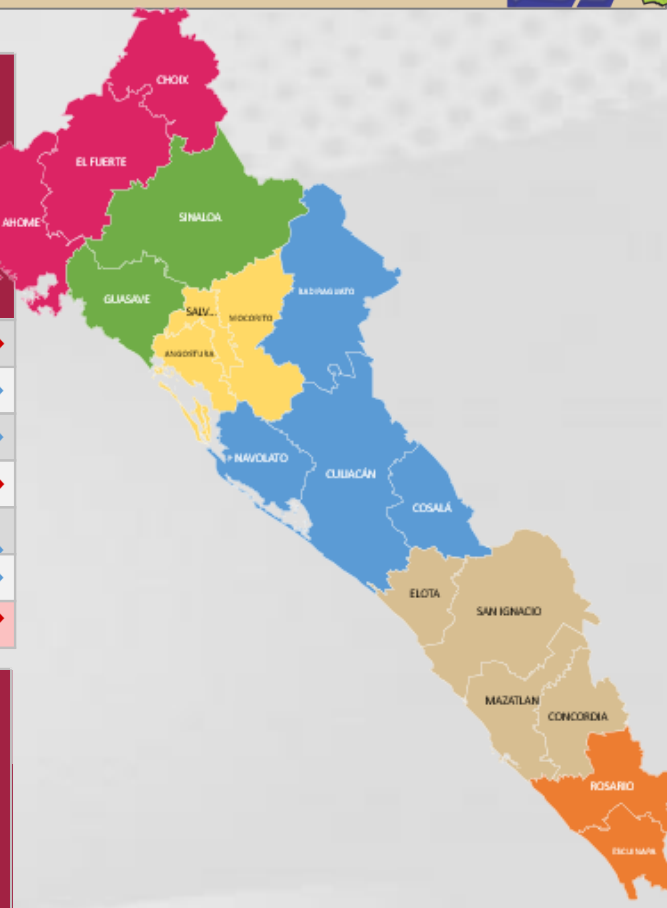 CHOIX
EL FUERTE
AHOME
SINALOA
GUASAVE
BADIRAGUATO
SALV...
MOCORITO
ANGOSTURA
NAVOLATO
CULIACÁN
COSALÁ
ELOTA
SAN IGNACIO
MAZATLAN
CONCORDIA
ROSARIO
ESCUINAPA